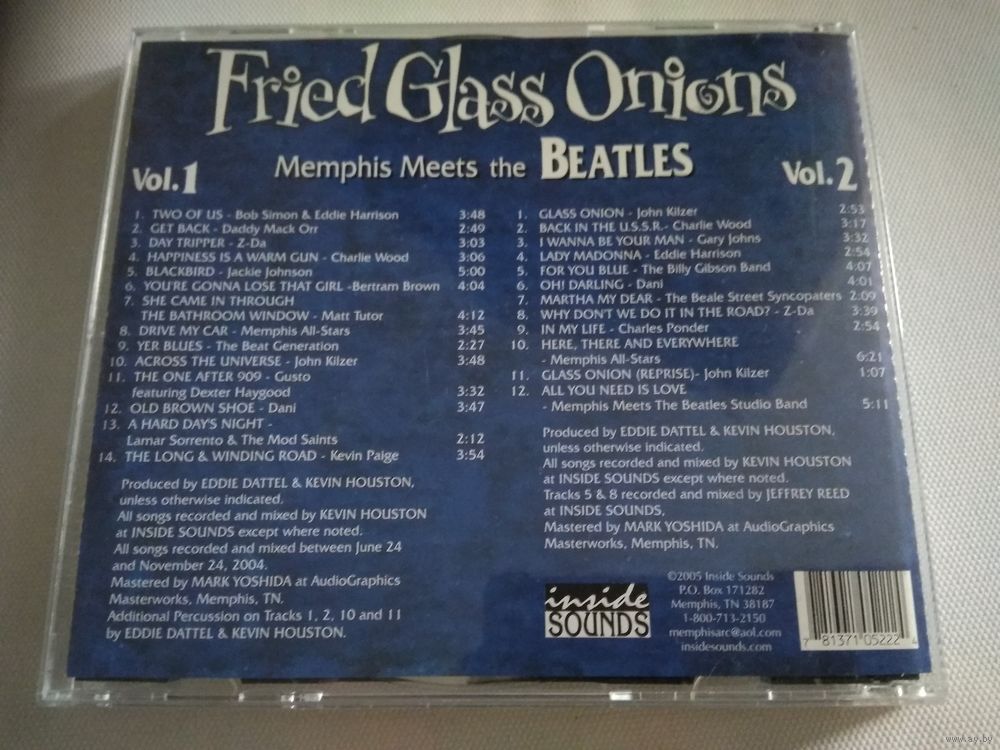 Fried Glass Onions
Memphis Meets the BEATLES
Vol.1
1. TWO OF US - Bob Simon & Eddie Harrison 3:48
2. GET BACK - Daddy Mack Orr 2:49
3. DAY TRIPPER - Z-Da 3:03
4. HAPPINESS IS A WARM GUN - Charlie Wood 3:06
5. BLACKBIRD - Jackie Johnson 5:00
6. YOU'RE GONNA LOSE THAT GIRL -Bertram Brown 4:04
7. SHE CAME IN THROUGH
THE BATHROOM WINDOW - Matt Tutor 4:12
8. DRIVE MY CAR - Memphis All-Stars 3:45
9. YER BLUES - The Beat Generation 2:27
10. ACROSS THE UNIVERSE - John Kilzer 3:48
11. THE ONE AFTER 909 - Gusto
featuring Dexter Haygood 3:32
12. OLD BROWN SHOE - Dani 3:47
13. A HARD DAY'S NIGHT -
Lamar Sorrento & The Mod Saints 2:12
14. THE LONG & WINDING ROAD - Kevin Paige 3:54
Produced by EDDIE DATTEL & KEVIN HOUSTON,
unless otherwise indicated.
All songs recorded and mixed by KEVIN HOUSTON
at INSIDE SOUNDS except where noted.
All songs recorded and mixed between June 24
and November 24, 2004.
Mastered by MARK YOSHIDA at AudioGraphics
Masterworks, Memphis, TN.
Additional Percussion on Tracks 1, 2, 10 and 11
by EDDIE DATTEL & KEVIN HOUSTON.
Vol.2
1. GLASS ONION - John Kilzer 2:53
2. BACK IN THE U.S.S.R.- Charlie Wood 3:17
3. I WANNA BE YOUR MAN - Gary Johns 3:32
4. LADY MADONNA - Eddie Harrison 2:54
5. FOR YOU BLUE - The Billy Gibson Band 4:07
6. OH! DARLING - Dani 4:01
7. MARTHA MY DEAR - The Beale Street Syncopaters 2:09
8. WHY DON'T WE DO IT IN THE ROAD? - Z-Da 3:39
9. IN MY LIFE - Charles Ponder 2:54
10. HERE, THERE AND EVERYWHERE
- Memphis All-Stars 6:21
11. GLASS ONION (REPRISE)- John Kilzer 1:07
12. ALL YOU NEED IS LOVE
- Memphis Meets The Beatles Studio Band 5:11
Produced by EDDIE DATTEL & KEVIN HOUSTON,
unless otherwise indicated.
All songs recorded and mixed by KEVIN HOUSTON
at INSIDE SOUNDS except where noted.
Tracks 5 & 8 recorded and mixed by JEFFREY REED
at INSIDE SOUNDS,
Mastered by MARK YOSHIDA at AudioGraphics
Masterworks, Memphis, TN.
inside
SOUNDS
©2005 Inside Sounds
P.O. Box 171282
Memphis, TN 38187
1-800-713-2150
memphisarc@aol.com
insidesounds.com
7 81371 05222 4
www.ay.by